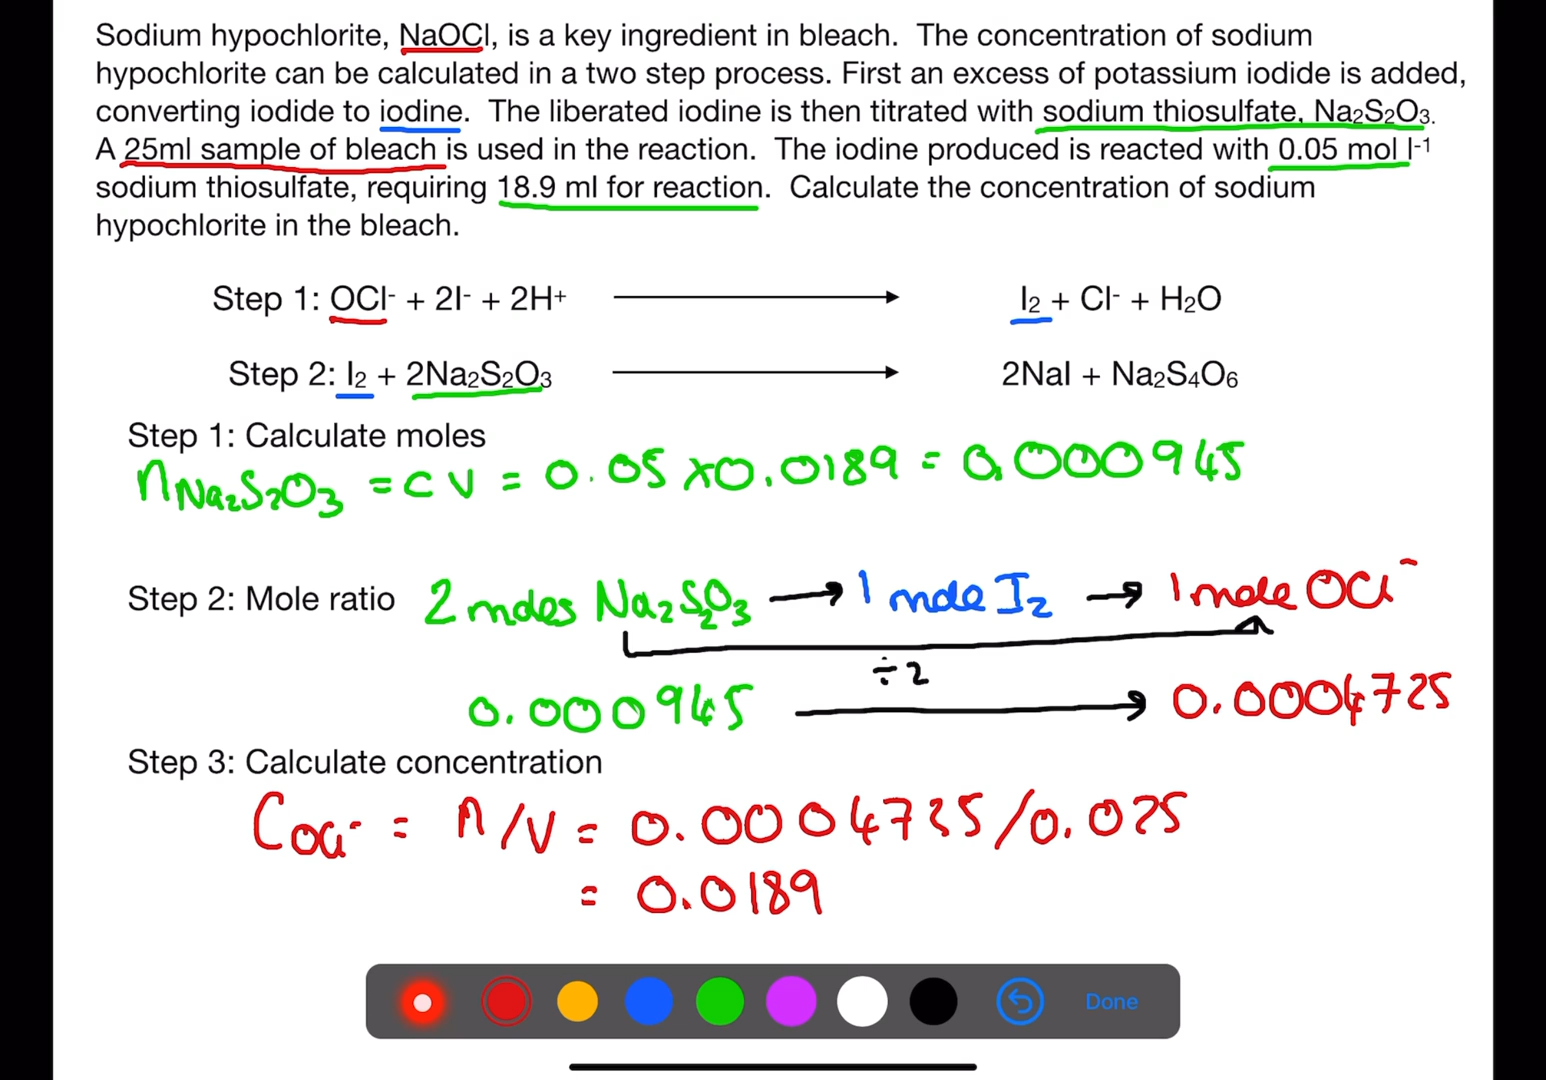 Sodium hypochlorite, NaOCl, is a key ingredient in bleach. The concentration of sodium
hypochlorite can be calculated in a two step process. First an excess of potassium iodide is added,
converting iodide to iodine. The liberated iodine is then titrated with sodium thiosulfate, Na2S2O3.
A 25ml sample of bleach is used in the reaction. The iodine produced is reacted with 0.05 mol l-1
sodium thiosulfate, requiring 18.9 ml for reaction. Calculate the concentration of sodium
hypochlorite in the bleach.
Step 1: OCl- + 2I- + 2H+ → I2 + Cl- + H2O
Step 2: I2 + 2Na2S2O3 → 2NaI + Na2S4O6
Step 1: Calculate moles
nNa2S2O3 = CV = 0.05 x0.0189 = 0.000945
Step 2: Mole ratio 2 moles Na2S2O3 → 1 mole I2 → 1 mole OCl-
÷2
0.000945 → 0.0004725
Step 3: Calculate concentration
COCl- = n/V = 0.0004725/0.025
= 0.0189
Done